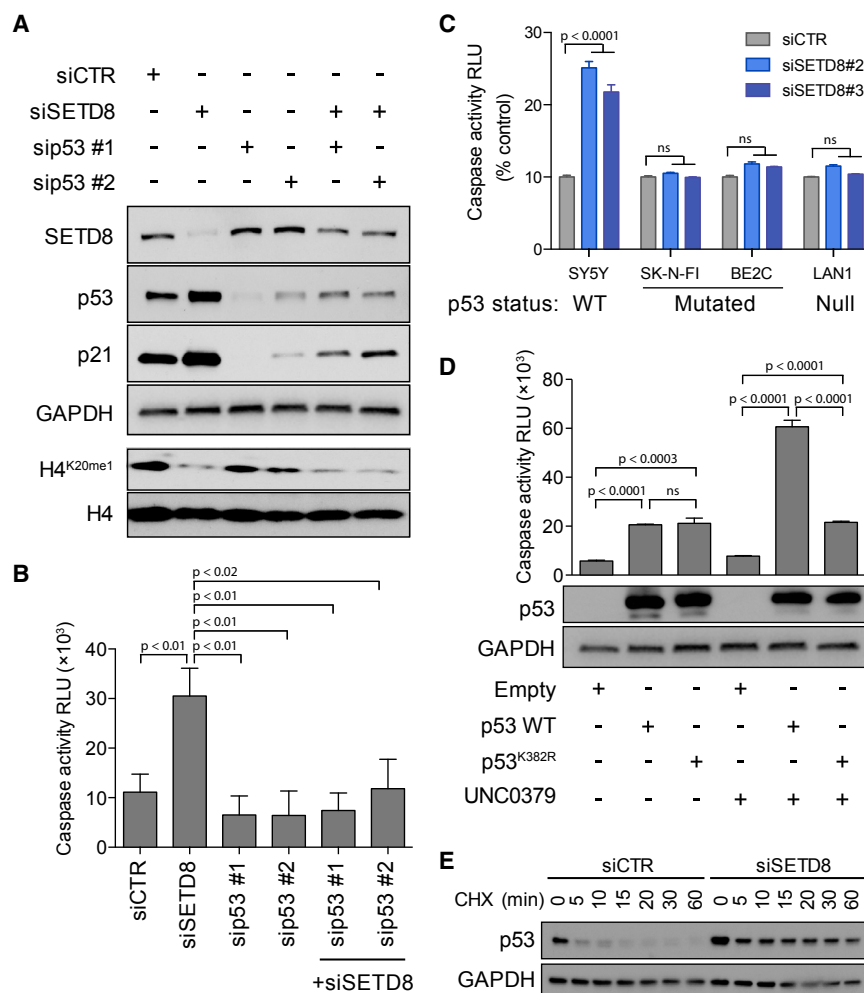 A
siCTR + - - - - -
siSETD8 - + - - + +
sip53 #1 - - + - + -
sip53 #2 - - - + - +
SETD8
p53
p21
GAPDH
H4K20me1
H4
B
Caspase activity RLU (×10³)
40
30
20
10
0
p < 0.02
p < 0.01
p < 0.01
p < 0.01 p < 0.01
siCTR
siSETD8
sip53 #1
sip53 #2
sip53 #1
sip53 #2
+siSETD8
C
Caspase activity RLU
(% control)
30
20
10
0
p < 0.0001
ns
ns
ns
siCTR
siSETD8#2
siSETD8#3
SY5Y SK-N-FI BE2C LAN1
p53 status: WT Mutated Null
D
Caspase activity RLU (×10³)
80
60
40
20
0
p < 0.0001
p < 0.0001 p < 0.0001
p < 0.0003
p < 0.0001 ns
p53
GAPDH
Empty + - - + - -
p53 WT - + - - + -
p53K382R - - + - - +
UNC0379 - - - + + +
E
siCTR siSETD8
CHX (min) 0 5 10 15 20 30 60 0 5 10 15 20 30 60
p53
GAPDH